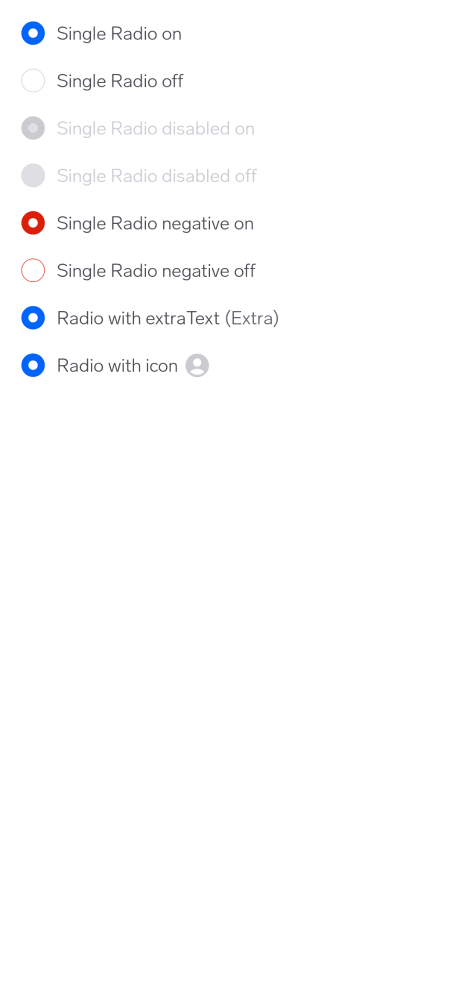 Single Radio on
Single Radio off
Single Radio disabled on
Single Radio disabled off
Single Radio negative on
Single Radio negative off
Radio with extraText (Extra)
Radio with icon